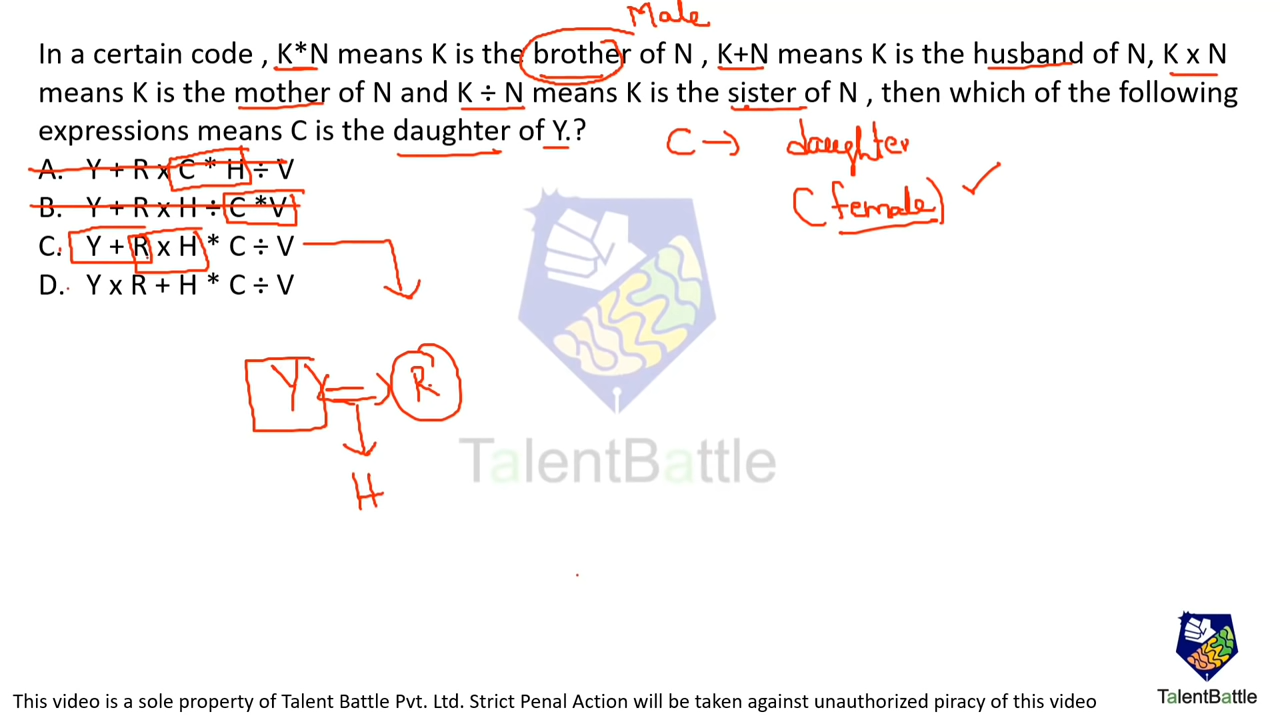 Male
In a certain code , K*N means K is the brother of N , K+N means K is the husband of N, K x N
means K is the mother of N and K ÷ N means K is the sister of N , then which of the following
expressions means C is the daughter of Y.?
C → daughter
(female) ✓
A. Y + R x C * H ÷ V
B. Y + R x H ÷ C *V
C. Y + R x H * C ÷ V
D. Y x R + H * C ÷ V
Y R
H
TalentBattle
TalentBattle
This video is a sole property of Talent Battle Pvt. Ltd. Strict Penal Action will be taken against unauthorized piracy of this video